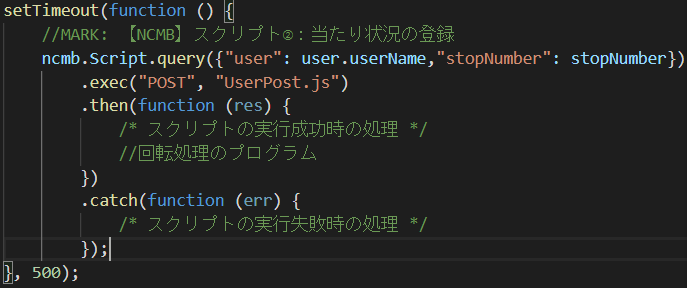 setTimeout(function () {
//MARK: 【NCMB】スクリプト②：当たり状況の登録
ncmb.Script.query({"user": user.userName,"stopNumber": stopNumber})
.exec("POST", "UserPost.js")
.then(function (res) {
/* スクリプトの実行成功時の処理 */
//回転処理のプログラム
})
.catch(function (err) {
/* スクリプトの実行失敗時の処理 */
});
}, 500);